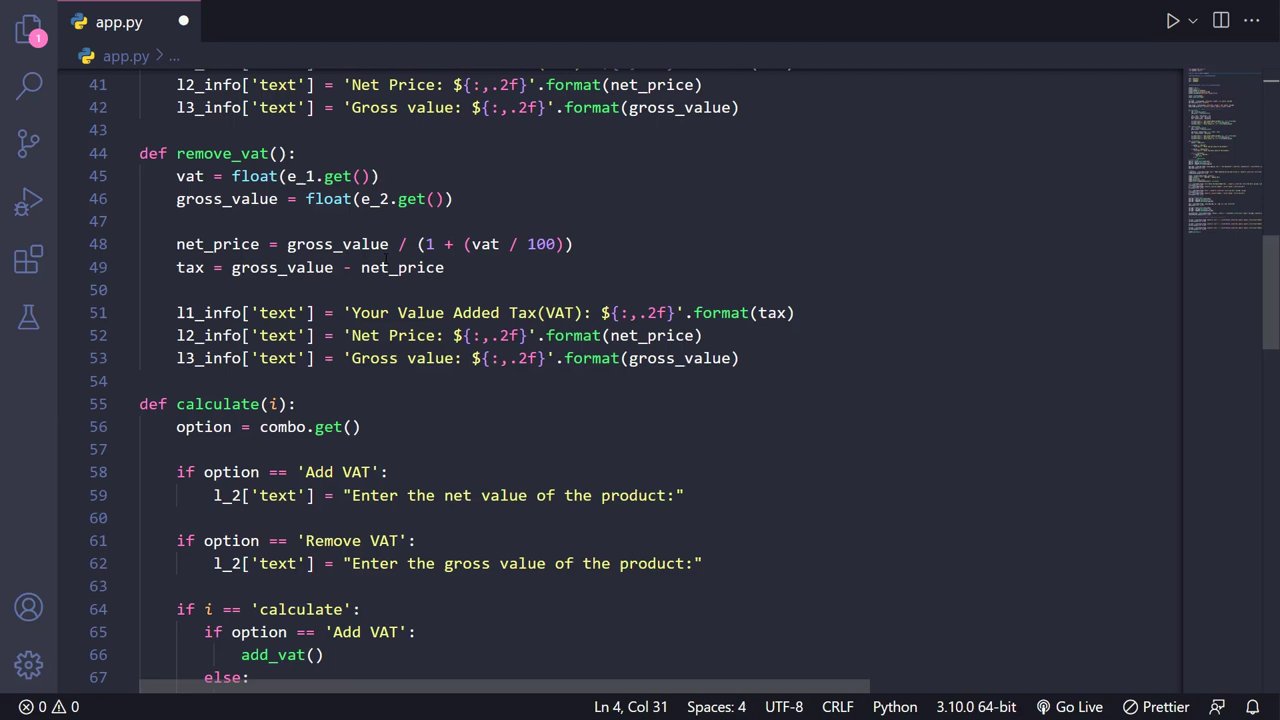 app.py
app.py > ...
41 l2_info['text'] = 'Net Price: ${:,.2f}'.format(net_price)
42 l3_info['text'] = 'Gross value: ${:,.2f}'.format(gross_value)
43
44 def remove_vat():
45 vat = float(e_1.get())
46 gross_value = float(e_2.get())
47
48 net_price = gross_value / (1 + (vat / 100))
49 tax = gross_value - net_price
50
51 l1_info['text'] = 'Your Value Added Tax(VAT): ${:,.2f}'.format(tax)
52 l2_info['text'] = 'Net Price: ${:,.2f}'.format(net_price)
53 l3_info['text'] = 'Gross value: ${:,.2f}'.format(gross_value)
54
55 def calculate(i):
56 option = combo.get()
57
58 if option == 'Add VAT':
59 l_2['text'] = "Enter the net value of the product:"
60
61 if option == 'Remove VAT':
62 l_2['text'] = "Enter the gross value of the product:"
63
64 if i == 'calculate':
65 if option == 'Add VAT':
66 add_vat()
67 else:
1
0 0 Ln 4, Col 31 Spaces: 4 UTF-8 CRLF Python 3.10.0 64-bit Go Live Prettier